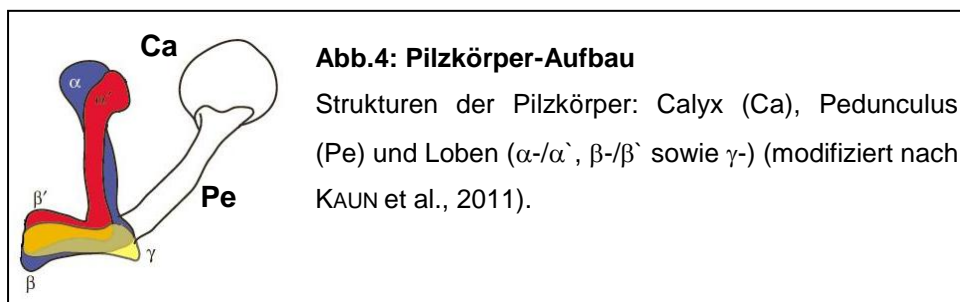 Ca
Abb.4: Pilzkörper-Aufbau
α
α'
Strukturen der Pilzkörper: Calyx (Ca), Pedunculus
(Pe) und Loben (α-/α`, β-/β` sowie γ-) (modifiziert nach
KAUN et al., 2011).
Pe
β'
γ
β